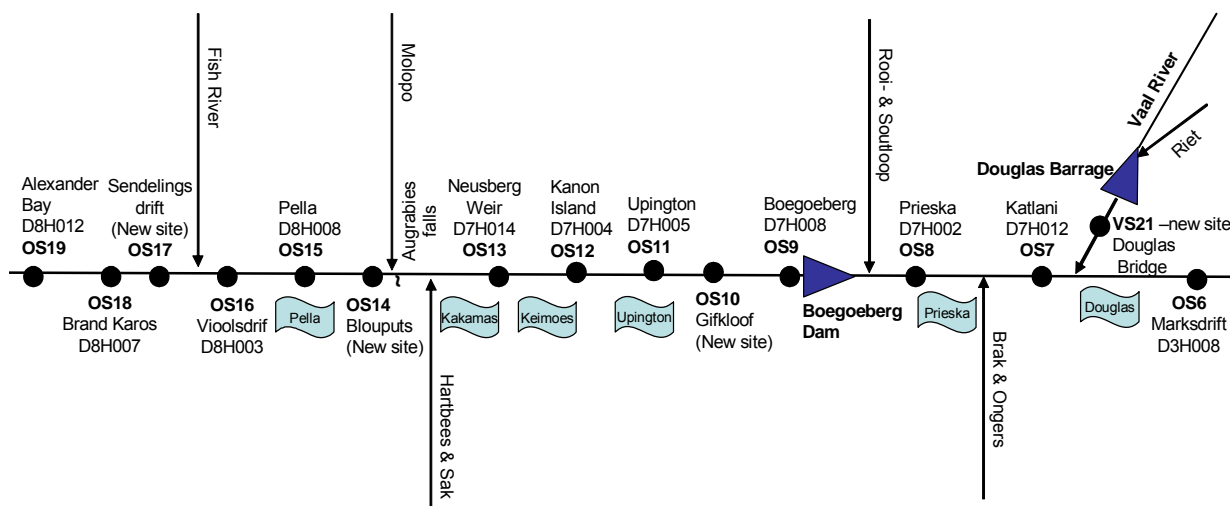 Fish River
Molopo
Augrabies
falls
Rooi- & Soutloop
Vaal River
Riet
Douglas Barrage
Alexander
Bay
D8H012
OS19
Sendelings
drift
(New site)
OS17
Pella
D8H008
OS15
Neusberg
Weir
D7H014
OS13
Kanon
Island
D7H004
OS12
Upington
D7H005
OS11
Boegoeberg
D7H008
OS9
Prieska
D7H002
OS8
Katlani
D7H012
OS7
VS21 –new site
Douglas
Bridge
OS18
Brand Karos
D8H007
OS16
Vioolsdrif
D8H003
Pella
OS14
Blouputs
(New site)
Kakamas
Keimoes
Upington
OS10
Gifkloof
(New site)
Boegoeberg
Dam
Prieska
Douglas
OS6
Marksdrift
D3H008
Hartbees & Sak
Brak & Ongers